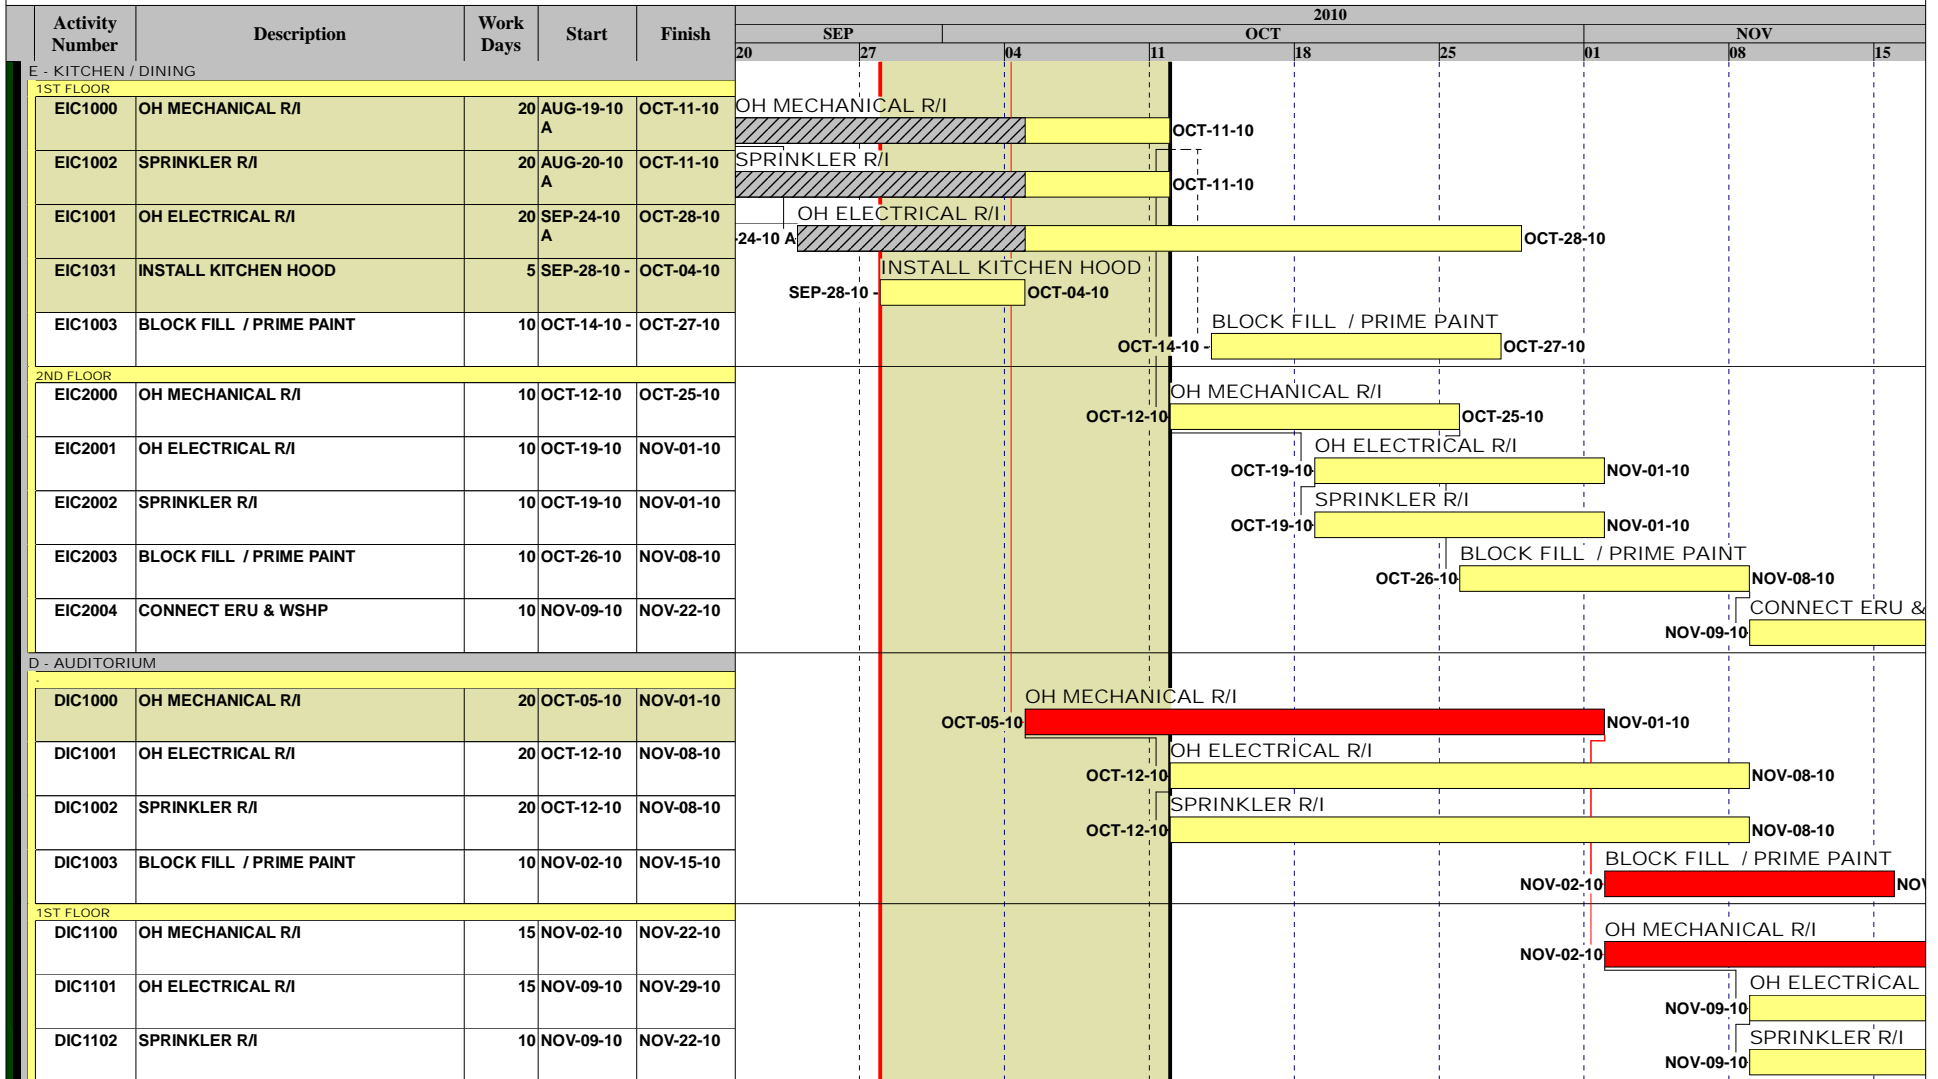 2010
Activity Number Description Work Days Start Finish SEP OCT NOV
20 27 04 11 18 25 01 08 15
E - KITCHEN / DINING
1ST FLOOR
EIC1000 OH MECHANICAL R/I 20 AUG-19-10 A OCT-11-10 OH MECHANICAL R/I
OCT-11-10
EIC1002 SPRINKLER R/I 20 AUG-20-10 A OCT-11-10 SPRINKLER R/I
OCT-11-10
EIC1001 OH ELECTRICAL R/I 20 SEP-24-10 A OCT-28-10 OH ELECTRICAL R/I
-24-10 A OCT-28-10
EIC1031 INSTALL KITCHEN HOOD 5 SEP-28-10 - OCT-04-10 INSTALL KITCHEN HOOD
SEP-28-10 - OCT-04-10
EIC1003 BLOCK FILL / PRIME PAINT 10 OCT-14-10 - OCT-27-10 BLOCK FILL / PRIME PAINT
OCT-14-10 - OCT-27-10
2ND FLOOR
EIC2000 OH MECHANICAL R/I 10 OCT-12-10 OCT-25-10 OH MECHANICAL R/I
OCT-12-10 OCT-25-10
EIC2001 OH ELECTRICAL R/I 10 OCT-19-10 NOV-01-10 OH ELECTRICAL R/I
OCT-19-10 NOV-01-10
EIC2002 SPRINKLER R/I 10 OCT-19-10 NOV-01-10 SPRINKLER R/I
OCT-19-10 NOV-01-10
EIC2003 BLOCK FILL / PRIME PAINT 10 OCT-26-10 NOV-08-10 BLOCK FILL / PRIME PAINT
OCT-26-10 NOV-08-10
EIC2004 CONNECT ERU & WSHP 10 NOV-09-10 NOV-22-10 CONNECT ERU &
NOV-09-10
D - AUDITORIUM
-
DIC1000 OH MECHANICAL R/I 20 OCT-05-10 NOV-01-10 OH MECHANICAL R/I
OCT-05-10 NOV-01-10
DIC1001 OH ELECTRICAL R/I 20 OCT-12-10 NOV-08-10 OH ELECTRICAL R/I
OCT-12-10 NOV-08-10
DIC1002 SPRINKLER R/I 20 OCT-12-10 NOV-08-10 SPRINKLER R/I
OCT-12-10 NOV-08-10
DIC1003 BLOCK FILL / PRIME PAINT 10 NOV-02-10 NOV-15-10 BLOCK FILL / PRIME PAINT
NOV-02-10 NOV
1ST FLOOR
DIC1100 OH MECHANICAL R/I 15 NOV-02-10 NOV-22-10 OH MECHANICAL R/I
NOV-02-10
DIC1101 OH ELECTRICAL R/I 15 NOV-09-10 NOV-29-10 OH ELECTRICAL
NOV-09-10
DIC1102 SPRINKLER R/I 10 NOV-09-10 NOV-22-10 SPRINKLER R/I
NOV-09-10